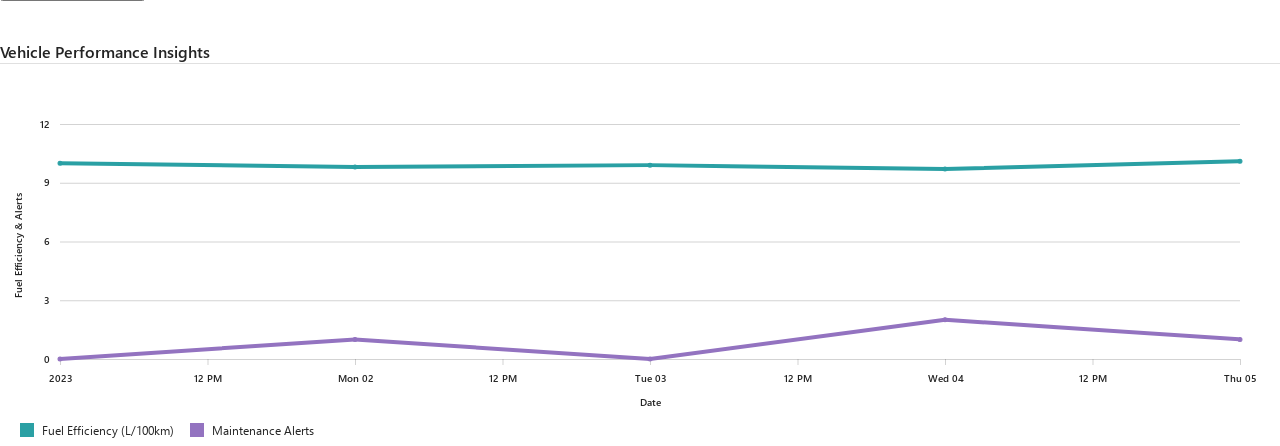 Vehicle Performance Insights
12
9
6
3
0
Fuel Efficiency & Alerts
2023 12 PM Mon 02 12 PM Tue 03 12 PM Wed 04 12 PM Thu 05
Date
Fuel Efficiency (L/100km) Maintenance Alerts